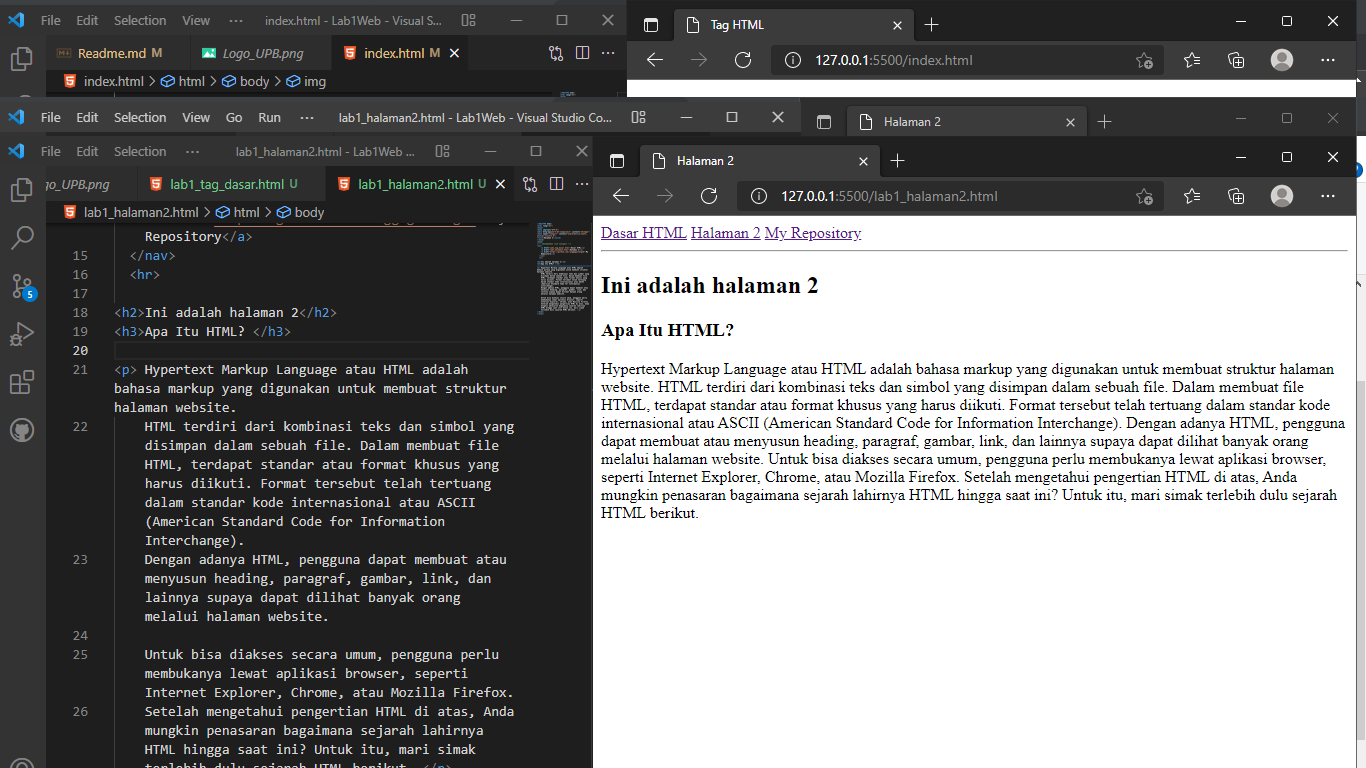 File Edit Selection View ··· index.html - Lab1Web - Visual S...
Tag HTML
Readme.md M Logo_UPB.png index.html M
127.0.0.1:5500/index.html
index.html > html > body > img
File Edit Selection View Go Run ··· lab1_halaman2.html - Lab1Web - Visual Studio Co...
Halaman 2
File Edit Selection ··· lab1_halaman2.html - Lab1Web ...
Halaman 2
go_UPB.png lab1_tag_dasar.html U lab1_halaman2.html U
127.0.0.1:5500/lab1_halaman2.html
lab1_halaman2.html > html > body
Repository</a>
15 </nav>
16 <hr>
17
18 <h2>Ini adalah halaman 2</h2>
19 <h3>Apa Itu HTML? </h3>
20
21 <p> Hypertext Markup Language atau HTML adalah
bahasa markup yang digunakan untuk membuat struktur
halaman website.
22 HTML terdiri dari kombinasi teks dan simbol yang
disimpan dalam sebuah file. Dalam membuat file
HTML, terdapat standar atau format khusus yang
harus diikuti. Format tersebut telah tertuang
dalam standar kode internasional atau ASCII
(American Standard Code for Information
Interchange).
23 Dengan adanya HTML, pengguna dapat membuat atau
menyusun heading, paragraf, gambar, link, dan
lainnya supaya dapat dilihat banyak orang
melalui halaman website.
24
25 Untuk bisa diakses secara umum, pengguna perlu
membukanya lewat aplikasi browser, seperti
Internet Explorer, Chrome, atau Mozilla Firefox.
26 Setelah mengetahui pengertian HTML di atas, Anda
mungkin penasaran bagaimana sejarah lahirnya
HTML hingga saat ini? Untuk itu, mari simak
terlebih dulu sejarah HTML berikut. </p>
5
Dasar HTML Halaman 2 My Repository
Ini adalah halaman 2
Apa Itu HTML?
Hypertext Markup Language atau HTML adalah bahasa markup yang digunakan untuk membuat struktur halaman
website. HTML terdiri dari kombinasi teks dan simbol yang disimpan dalam sebuah file. Dalam membuat file
HTML, terdapat standar atau format khusus yang harus diikuti. Format tersebut telah tertuang dalam standar kode
internasional atau ASCII (American Standard Code for Information Interchange). Dengan adanya HTML, pengguna
dapat membuat atau menyusun heading, paragraf, gambar, link, dan lainnya supaya dapat dilihat banyak orang
melalui halaman website. Untuk bisa diakses secara umum, pengguna perlu membukanya lewat aplikasi browser,
seperti Internet Explorer, Chrome, atau Mozilla Firefox. Setelah mengetahui pengertian HTML di atas, Anda
mungkin penasaran bagaimana sejarah lahirnya HTML hingga saat ini? Untuk itu, mari simak terlebih dulu sejarah
HTML berikut.